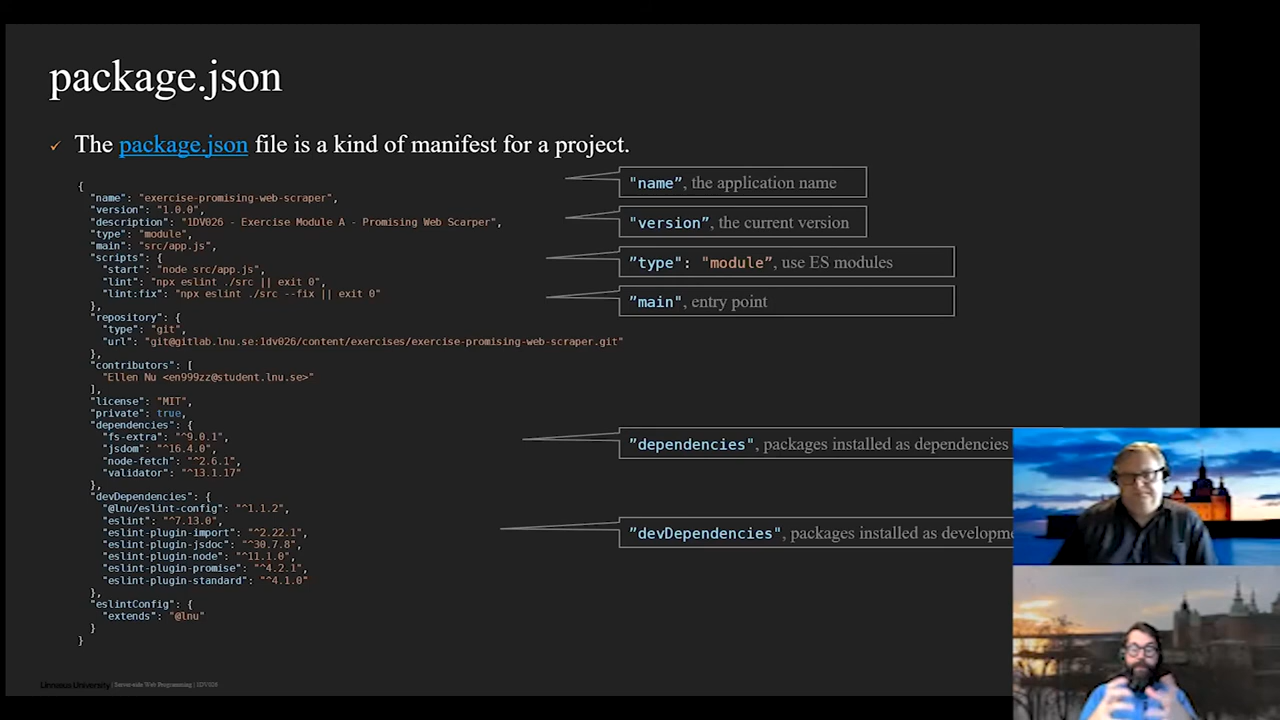 package.json
✓ The package.json file is a kind of manifest for a project.
{
"name": "exercise-promising-web-scraper",
"version": "1.0.0",
"description": "1DV026 - Exercise Module A - Promising Web Scarper",
"type": "module",
"main": "src/app.js",
"scripts": {
"start": "node src/app.js",
"lint": "npx eslint ./src || exit 0",
"lint:fix": "npx eslint ./src --fix || exit 0"
},
"repository": {
"type": "git",
"url": "git@gitlab.lnu.se:1dv026/content/exercises/exercise-promising-web-scraper.git"
},
"contributors": [
"Ellen Nu <en999zz@student.lnu.se>"
],
"license": "MIT",
"private": true,
"dependencies": {
"fs-extra": "^9.0.1",
"jsdom": "^16.4.0",
"node-fetch": "^2.6.1",
"validator": "^13.1.17"
},
"devDependencies": {
"@lnu/eslint-config": "^1.1.2",
"eslint": "^7.13.0",
"eslint-plugin-import": "^2.22.1",
"eslint-plugin-jsdoc": "^30.7.8",
"eslint-plugin-node": "^11.1.0",
"eslint-plugin-promise": "^4.2.1",
"eslint-plugin-standard": "^4.1.0"
},
"eslintConfig": {
"extends": "@lnu"
}
}
"name”, the application name
"version”, the current version
”type": "module”, use ES modules
”main", entry point
”dependencies", packages installed as dependencies
”devDependencies", packages installed as developme
Linnaeus University | Server-side Web Programming | 1DV026